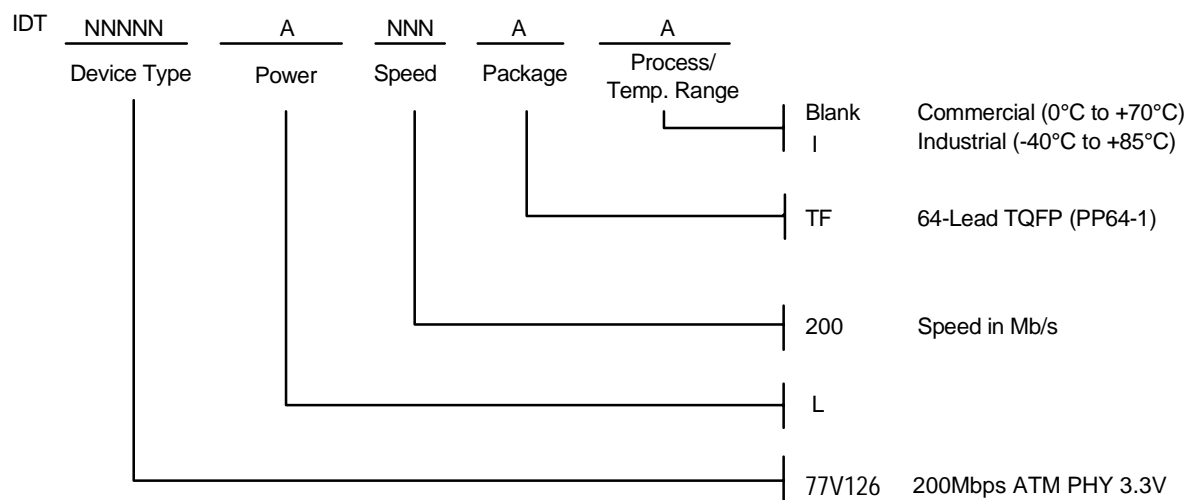 IDT NNNNN A NNN A A
Device Type Power Speed Package Process/
Temp. Range
Blank Commercial (0°C to +70°C)
I Industrial (-40°C to +85°C)
TF 64-Lead TQFP (PP64-1)
200 Speed in Mb/s
L
77V126 200Mbps ATM PHY 3.3V